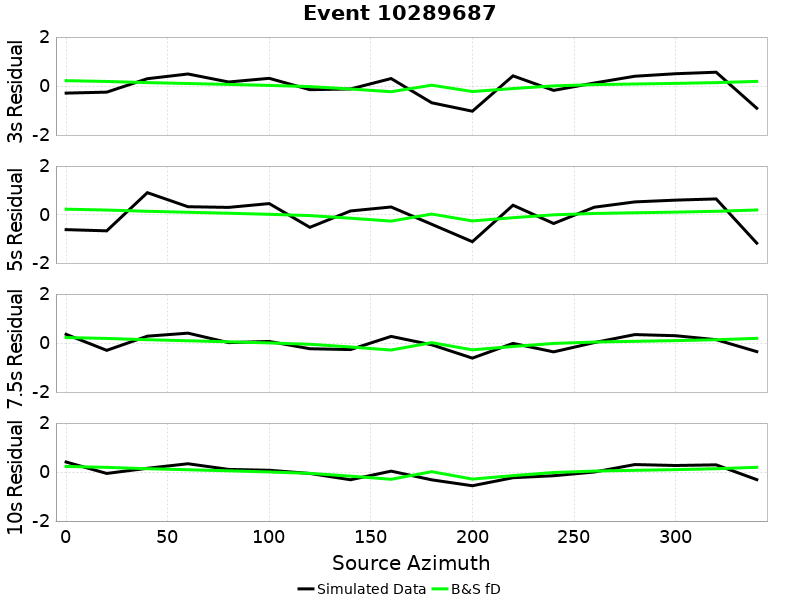 Event 10289687
3s Residual
2
0
-2
5s Residual
2
0
-2
7.5s Residual
2
0
-2
10s Residual
2
0
-2
0 50 100 150 200 250 300
Source Azimuth
Simulated Data B&S fD